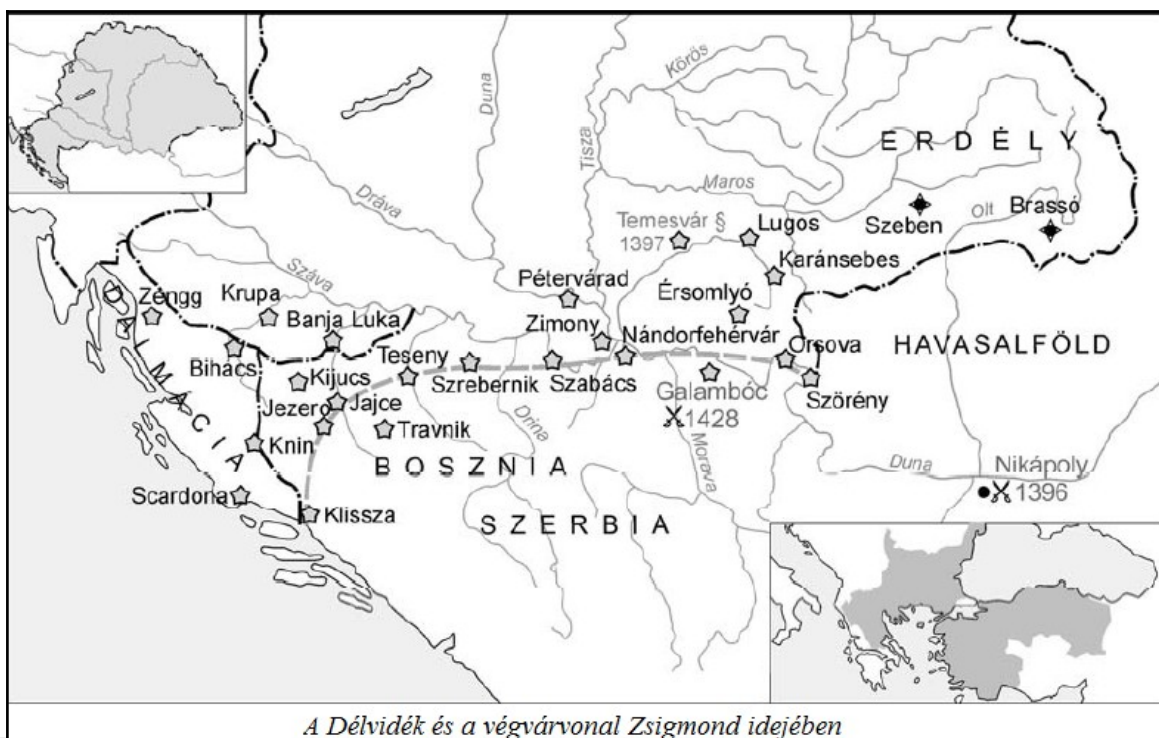 Körös
Duna
Tisza
ERDÉLY
Maros
Dráva
Temesvár §
1397
Lugos
Szeben
Olt
Brassó
Karánsebes
Száva
Pétervárad
Érsomlyó
Zengg
Krupa
Banja Luka
Zimony
Nándorfehérvár
Orsova
HAVASALFÖLD
DALMÁCIA
Bihács
Teseny
Kijucs
Szrebernik
Szabács
Galambóc
1428
Szörény
Jezero
Jajce
Drina
Knin
Travnik
BOSZNIA
Morava
Duna
Nikápoly
1396
Scardona
Klissza
SZERBIA
A Délvidék és a végvárvonal Zsigmond idejében